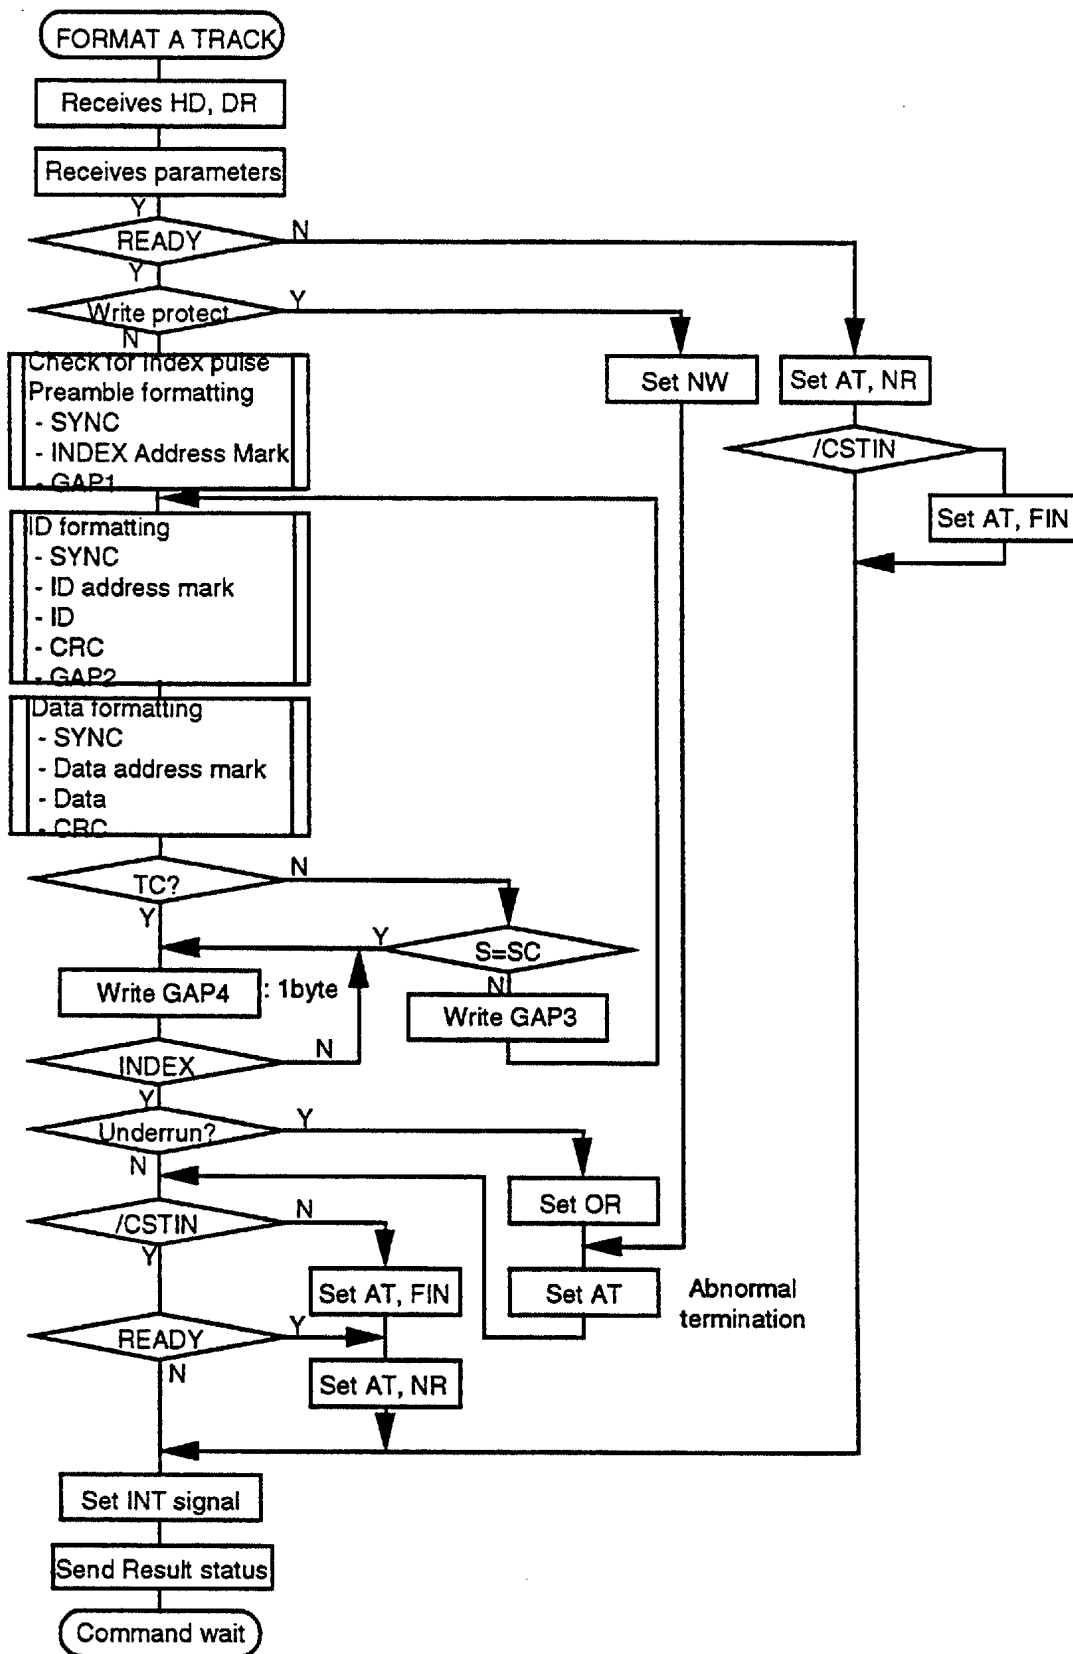 FORMAT A TRACK
Receives HD, DR
Receives parameters
Y
READY
N
Y
Write protect
Y
N
Check for Index pulse
Preamble formatting
- SYNC
- INDEX Address Mark
- GAP1
Set NW
Set AT, NR
/CSTIN
Set AT, FIN
ID formatting
- SYNC
- ID address mark
- ID
- CRC
- GAP2
Data formatting
- SYNC
- Data address mark
- Data
- CRC
TC?
N
Y
Y
S=SC
N
Write GAP4
: 1byte
Write GAP3
INDEX
N
Y
Underrun?
Y
N
Set OR
/CSTIN
N
Y
Set AT, FIN
Set AT
Abnormal
termination
READY
Y
N
Set AT, NR
Set INT signal
Send Result status
Command wait